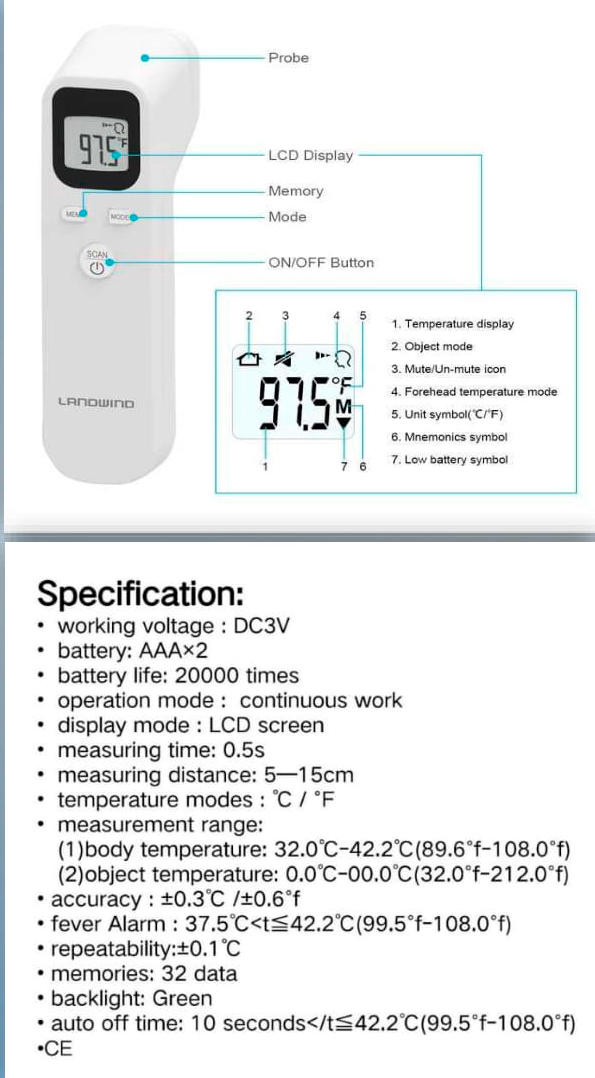 Probe
97.5°F
LCD Display
Memory
MEM
MODE
Mode
SCAN
ON/OFF Button
LANDWIND
2 3 4 5
97.5°F
M
1 7 6
1. Temperature display
2. Object mode
3. Mute/Un-mute icon
4. Forehead temperature mode
5. Unit symbol(℃/℉)
6. Mnemonics symbol
7. Low battery symbol
Specification:
• working voltage : DC3V
• battery: AAA×2
• battery life: 20000 times
• operation mode : continuous work
• display mode : LCD screen
• measuring time: 0.5s
• measuring distance: 5—15cm
• temperature modes : ℃ / °F
• measurement range:
(1)body temperature: 32.0℃-42.2℃(89.6°f-108.0°f)
(2)object temperature: 0.0℃-00.0℃(32.0°f-212.0°f)
• accuracy : ±0.3℃ /±0.6°f
• fever Alarm : 37.5℃<t≦42.2℃(99.5°f-108.0°f)
• repeatability:±0.1℃
• memories: 32 data
• backlight: Green
• auto off time: 10 seconds</t≦42.2℃(99.5°f-108.0°f)
•CE